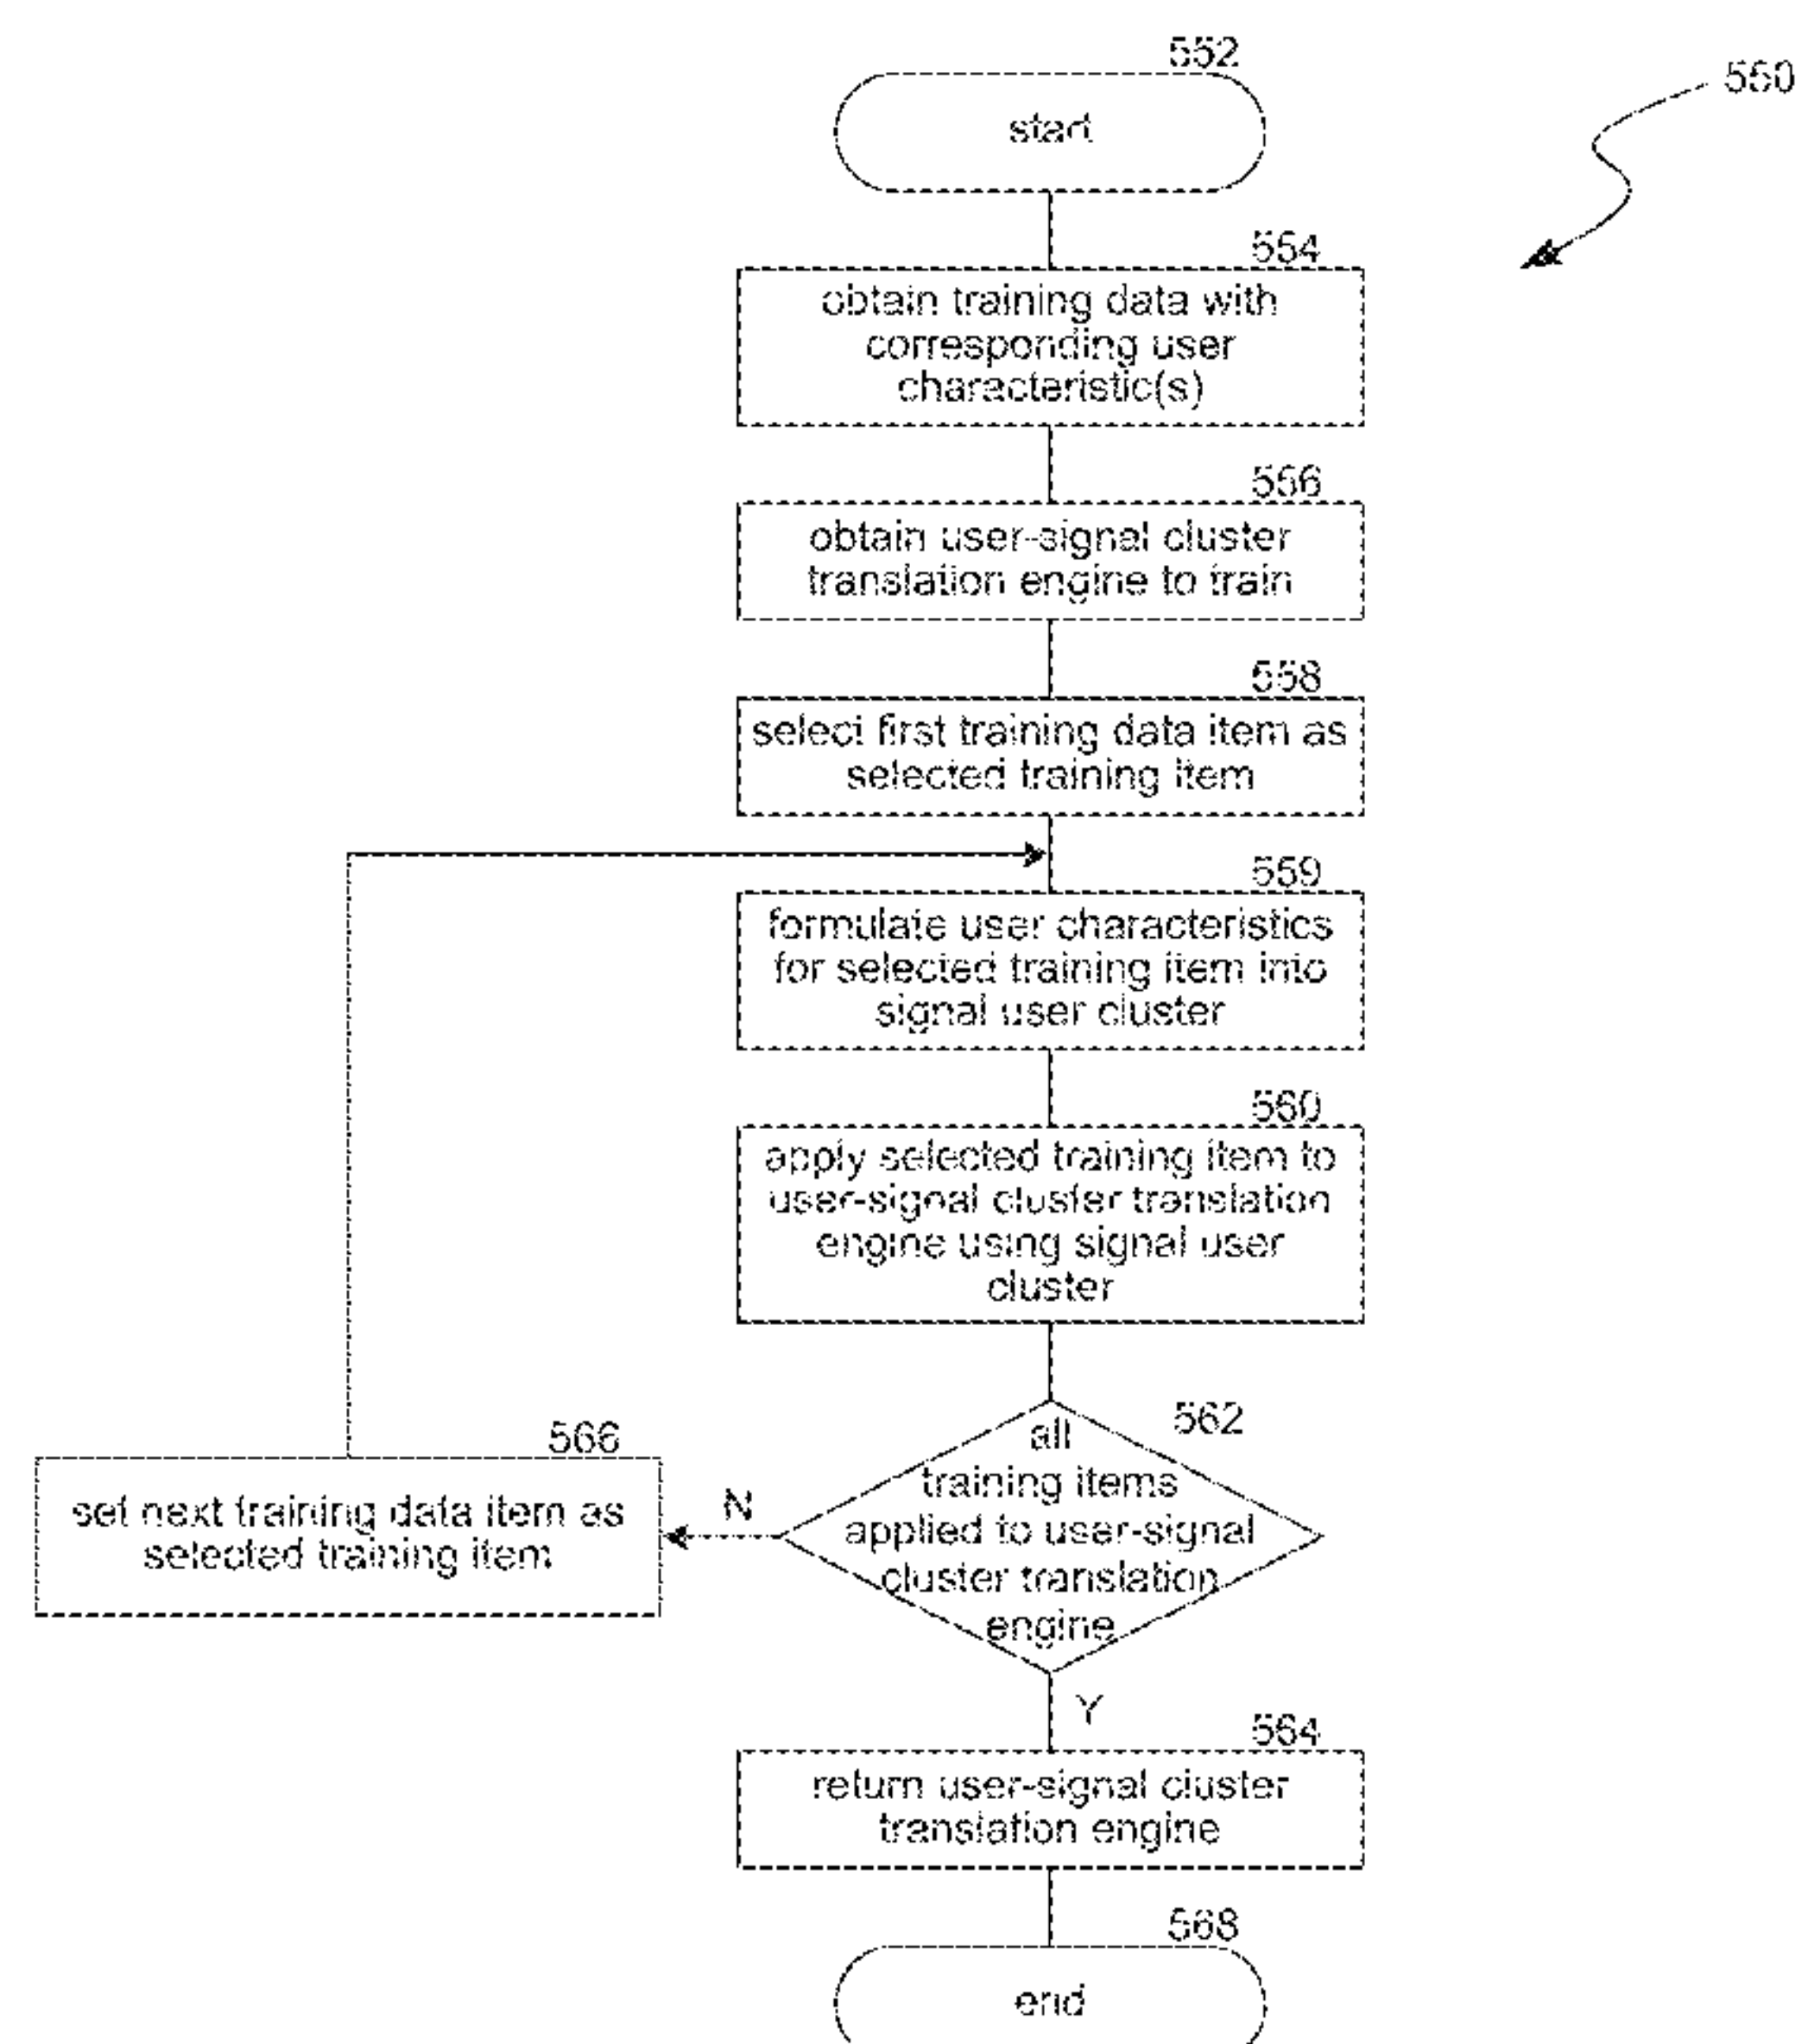 552
550
start
554
obtain training data with
corresponding user
characteristic(s)
556
obtain user-signal cluster
translation engine to train
558
select first training data item as
selected training item
559
formulate user characteristics
for selected training item into
signal user cluster
560
apply selected training item to
user-signal cluster translation
engine using signal user
cluster
562
all
training items
applied to user-signal
cluster translation
engine
N
566
set next training data item as
selected training item
Y
564
return user-signal cluster
translation engine
568
end